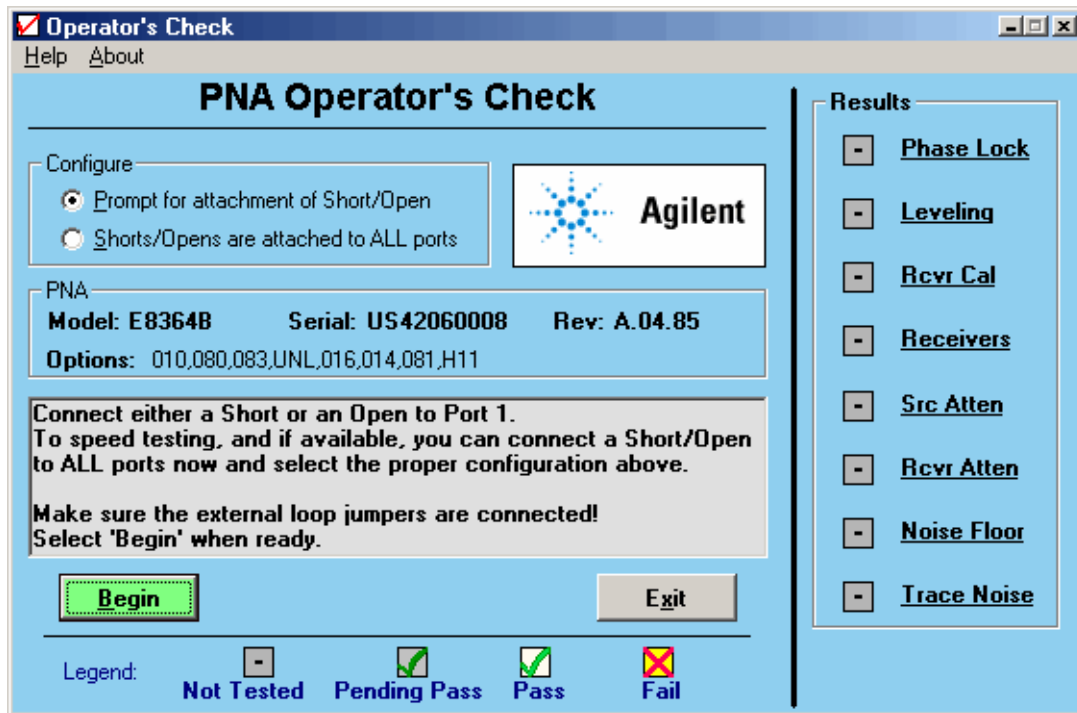 Operator's Check
Help About
PNA Operator's Check
Configure
Prompt for attachment of Short/Open
Shorts/Opens are attached to ALL ports
Agilent
PNA
Model: E8364B Serial: US42060008 Rev: A.04.85
Options: 010,080,083,UNL,016,014,081,H11
Connect either a Short or an Open to Port 1.
To speed testing, and if available, you can connect a Short/Open
to ALL ports now and select the proper configuration above.
Make sure the external loop jumpers are connected!
Select 'Begin' when ready.
Begin Exit
Legend:
- Not Tested
Pending Pass
Pass
Fail
Results
- Phase Lock
- Leveling
- Rcvr Cal
- Receivers
- Src Atten
- Rcvr Atten
- Noise Floor
- Trace Noise